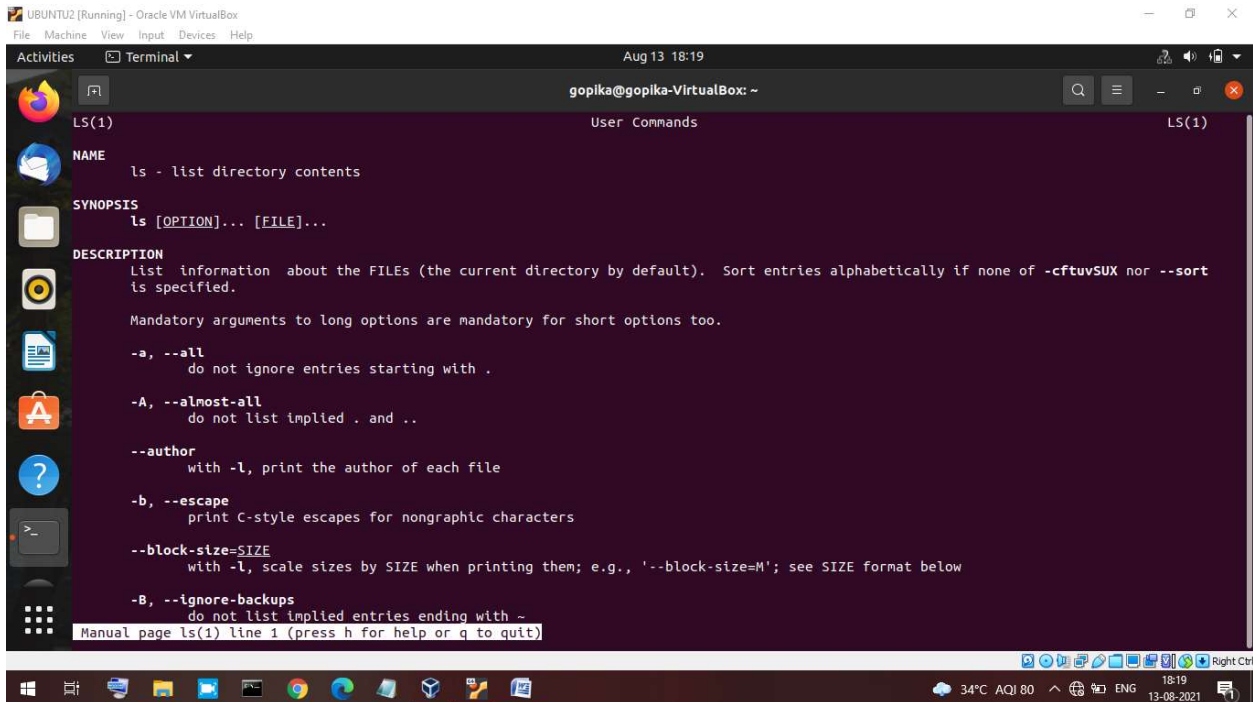 UBUNTU2 [Running] - Oracle VM VirtualBox
File Machine View Input Devices Help
Activities Terminal Aug 13 18:19
gopika@gopika-VirtualBox: ~
LS(1) User Commands LS(1)
NAME
ls - list directory contents
SYNOPSIS
ls [OPTION]... [FILE]...
DESCRIPTION
List information about the FILEs (the current directory by default). Sort entries alphabetically if none of -cftuvSUX nor --sort
is specified.
Mandatory arguments to long options are mandatory for short options too.
-a, --all
do not ignore entries starting with .
-A, --almost-all
do not list implied . and ..
--author
with -l, print the author of each file
-b, --escape
print C-style escapes for nongraphic characters
--block-size=SIZE
with -l, scale sizes by SIZE when printing them; e.g., '--block-size=M'; see SIZE format below
-B, --ignore-backups
do not list implied entries ending with ~
Manual page ls(1) line 1 (press h for help or q to quit)
Right Ctrl
34°C AQI 80 ENG 18:19
13-08-2021